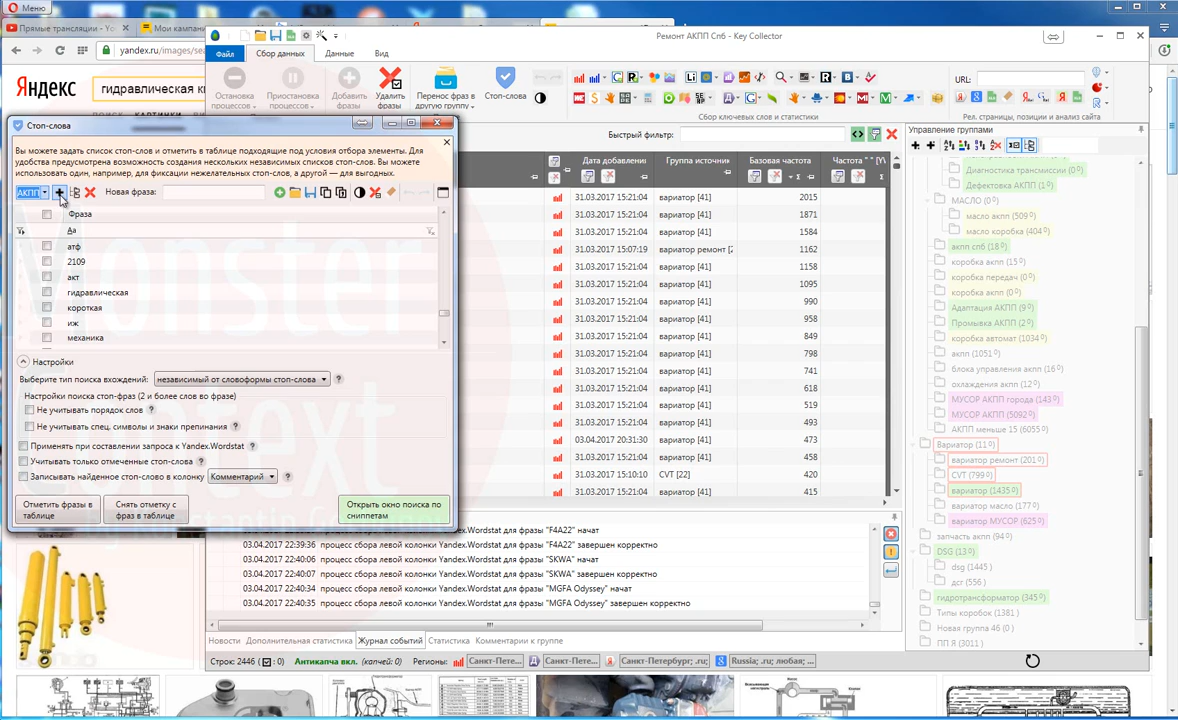 Меню
Прямые трансляции - Yo
Мои кампани
yandex.ru/images/sea
Яндекс
гидравлическая к
Ремонт АКПП Спб - Key Collector
Файл
Сбор данных
Данные
Вид
Остановка процессов
Приостановка процессов
Добавить фразы
Удалить фразы
Перенос фраз в другую группу
Стоп-слова
URL:
Сбор ключевых слов и статистики
Рел. страницы, позиции и анализ сайта
Стоп-слова
Вы можете задать список стоп-слов и отметить в таблице подходящие под условия отбора элементы. Для
удобства предусмотрена возможность создания нескольких независимых списков стоп-слов. Вы можете
использовать один, например, для фиксации нежелательных стоп-слов, а другой — для выгодных.
АКПП
Новая фраза:
Фраза
Aa
атф
2109
акт
гидравлическая
короткая
иж
механика
Настройки
Выберите тип поиска вхождений:
независимый от словоформы стоп-слова
Настройки поиска стоп-фраз (2 и более слов во фразе)
Не учитывать порядок слов ?
Не учитывать спец. символы и знаки препинания ?
Применять при составлении запроса к Yandex.Wordstat ?
Учитывать только отмеченные стоп-слова ?
Записывать найденное стоп-слово в колонку
Комментарий
?
Отметить фразы в таблице
Снять отметку с фраз в таблице
Открыть окно поиска по сниппетам
Быстрый фильтр:
Дата добавления
Группа источник
Базовая частота
Частота " "
31.03.2017 15:21:04 вариатор [41] 2015
31.03.2017 15:21:04 вариатор [41] 1871
31.03.2017 15:21:04 вариатор [41] 1584
31.03.2017 15:07:19 вариатор ремонт [2 1162
31.03.2017 15:21:04 вариатор [41] 1158
31.03.2017 15:21:04 вариатор [41] 1095
31.03.2017 15:21:04 вариатор [41] 990
31.03.2017 15:21:04 вариатор [41] 958
31.03.2017 15:21:04 вариатор [41] 849
31.03.2017 15:21:04 вариатор [41] 798
31.03.2017 15:21:04 вариатор [41] 741
31.03.2017 15:21:04 вариатор [41] 618
31.03.2017 15:21:04 вариатор [41] 519
31.03.2017 15:21:04 вариатор [41] 493
03.04.2017 20:31:30 вариатор [41] 473
31.03.2017 15:21:04 вариатор [41] 458
31.03.2017 15:10:10 CVT [22] 420
31.03.2017 15:21:04 вариатор [41] 415
03.04.2017 22:39:36 процесс сбора левой колонки Yandex.Wordstat для фразы "F4A22" завершен корректно
03.04.2017 22:40:06 процесс сбора левой колонки Yandex.Wordstat для фразы "SKWA" начат
03.04.2017 22:40:07 процесс сбора левой колонки Yandex.Wordstat для фразы "SKWA" завершен корректно
03.04.2017 22:40:34 процесс сбора левой колонки Yandex.Wordstat для фразы "MGFA Odyssey" начат
03.04.2017 22:40:35 процесс сбора левой колонки Yandex.Wordstat для фразы "MGFA Odyssey" завершен корректно
Новости
Дополнительная статистика
Журнал событий
Статистика
Комментарии к группе
Строк: 2446 ( : 0)
Антикапча вкл. (капчей: 0)
Регионы:
Санкт-Пете...
Санкт-Пете...
Санкт-Петербург; .ru;
Russia; .ru; любая; ...
Управление группами
Диагностика трансмиссии (0)
Дефектовка АКПП (1)
МАСЛО (0)
масло акпп (509)
масло коробка (404)
акпп спб (18)
коробка акпп (15)
коробка передач (0)
коробка акпп (0)
Адаптация АКПП (9)
Промывка АКПП (2)
коробка автомат (1034)
акпп (1051)
блока управления акпп (16)
охлаждения акпп (12)
МУСОР АКПП города (143)
МУСОР АКПП (5092)
АКПП меньше 15 (6055)
Вариатор (11)
вариатор ремонт (201)
CVT (799)
вариатор (1435)
вариатор масло (177)
вариатор МУСОР (625)
запчасть акпп (94)
DSG (13)
dsg (1445)
дсг (556)
гидротрансформатор (345)
Типы коробок (1381)
Новая группа 46 (0)
ПП Я (3011)
Monster
Context